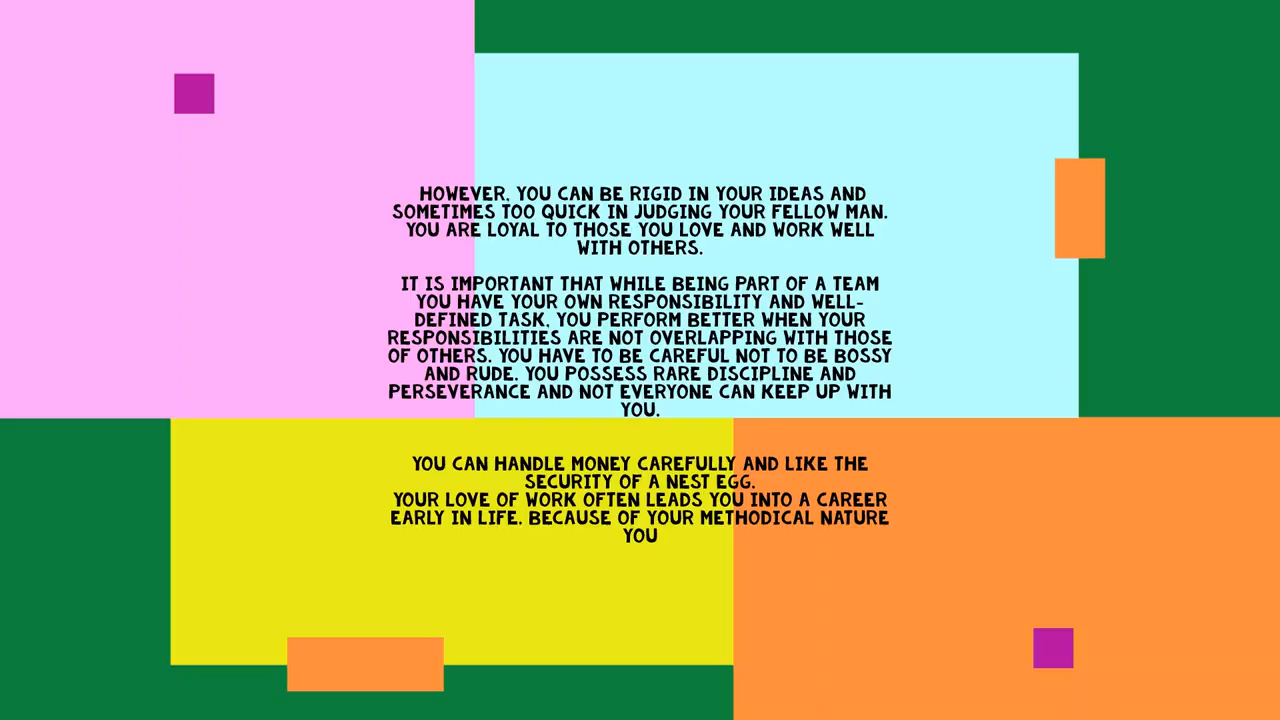 HOWEVER, YOU CAN BE RIGID IN YOUR IDEAS AND
SOMETIMES TOO QUICK IN JUDGING YOUR FELLOW MAN.
YOU ARE LOYAL TO THOSE YOU LOVE AND WORK WELL
WITH OTHERS.
IT IS IMPORTANT THAT WHILE BEING PART OF A TEAM
YOU HAVE YOUR OWN RESPONSIBILITY AND WELL-
DEFINED TASK, YOU PERFORM BETTER WHEN YOUR
RESPONSIBILITIES ARE NOT OVERLAPPING WITH THOSE
OF OTHERS. YOU HAVE TO BE CAREFUL NOT TO BE BOSSY
AND RUDE. YOU POSSESS RARE DISCIPLINE AND
PERSEVERANCE AND NOT EVERYONE CAN KEEP UP WITH
YOU.
YOU CAN HANDLE MONEY CAREFULLY AND LIKE THE
SECURITY OF A NEST EGG.
YOUR LOVE OF WORK OFTEN LEADS YOU INTO A CAREER
EARLY IN LIFE. BECAUSE OF YOUR METHODICAL NATURE
YOU